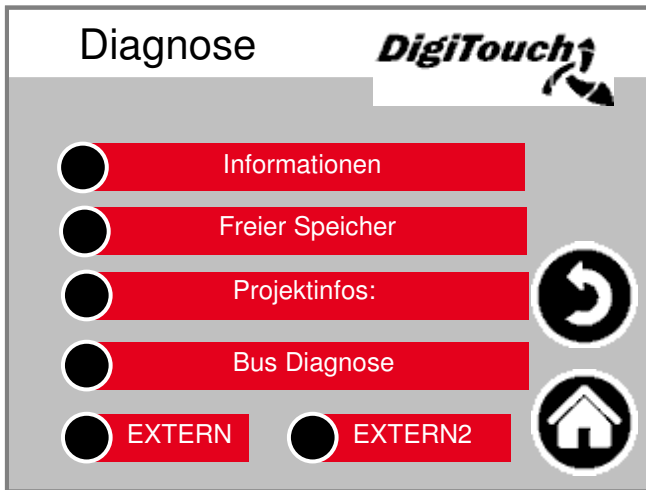 Diagnose
DigiTouch
Informationen
Freier Speicher
Projektinfos:
Bus Diagnose
EXTERN
EXTERN2